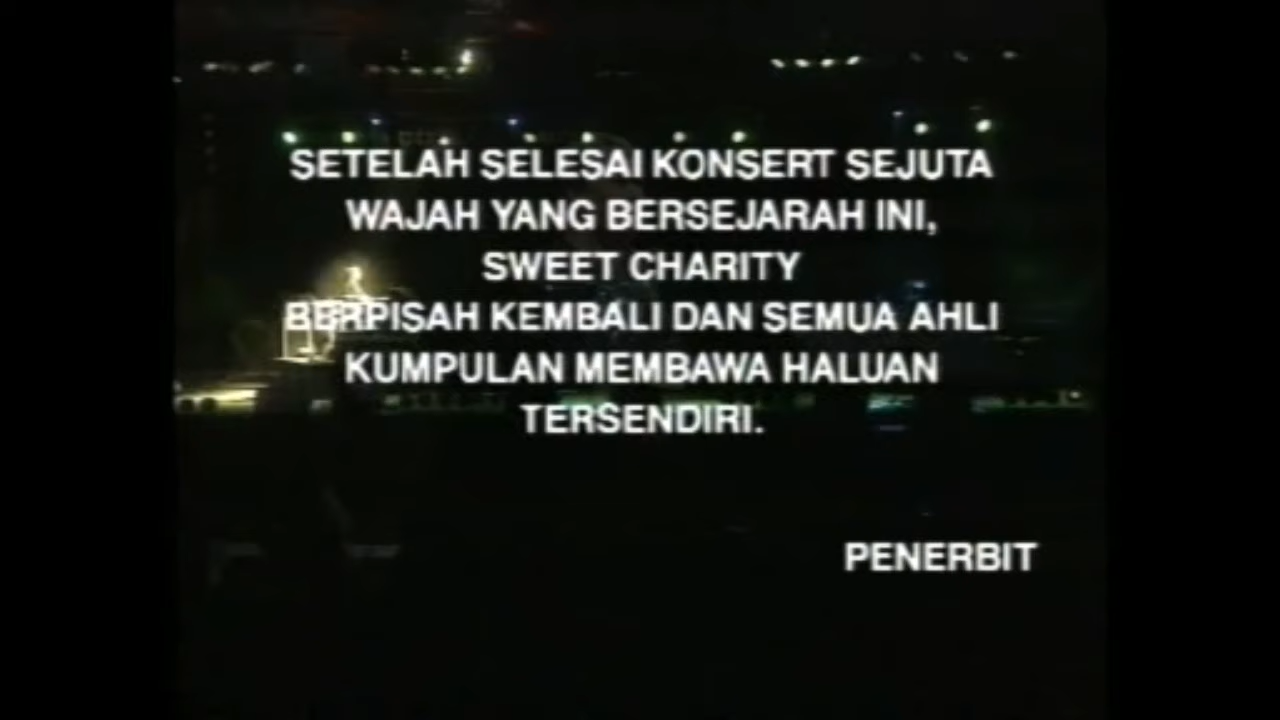 SETELAH SELESAI KONSERT SEJUTA
WAJAH YANG BERSEJARAH INI,
SWEET CHARITY
BERPISAH KEMBALI DAN SEMUA AHLI
KUMPULAN MEMBAWA HALUAN
TERSENDIRI.
PENERBIT